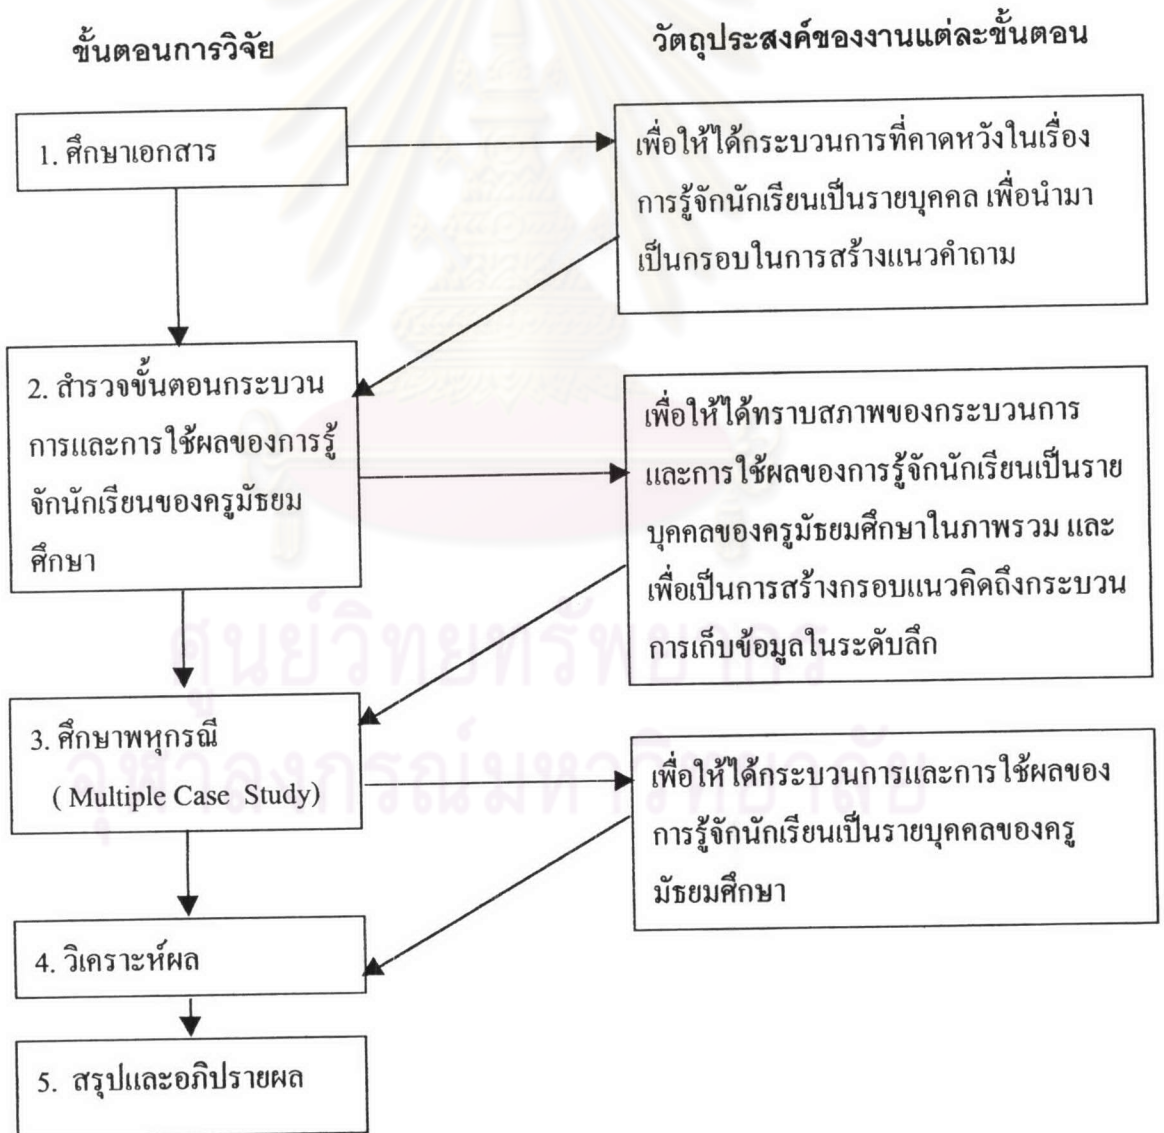 ขั้นตอนการวิจัย
วัตถุประสงค์ของงานแต่ละขั้นตอน
1. ศึกษาเอกสาร
เพื่อให้ได้กระบวนการที่คาดหวังในเรื่อง
การรู้จักนักเรียนเป็นรายบุคคล เพื่อนำมา
เป็นกรอบในการสร้างแนวคำถาม
2. สำรวจขั้นตอนกระบวน
การและการใช้ผลของการรู้
จักนักเรียนของครูมัธยม
ศึกษา
เพื่อให้ได้ทราบสภาพของกระบวนการ
และการใช้ผลของการรู้จักนักเรียนเป็นราย
บุคคลของครูมัธยมศึกษาในภาพรวม และ
เพื่อเป็นการสร้างกรอบแนวคิดถึงกระบวน
การเก็บข้อมูลในระดับลึก
3. ศึกษาพหุกรณี
( Multiple Case Study)
เพื่อให้ได้กระบวนการและการใช้ผลของ
การรู้จักนักเรียนเป็นรายบุคคลของครู
มัธยมศึกษา
4. วิเคราะห์ผล
5. สรุปและอภิปรายผล
ศูนย์วิทยทรัพยากร
จุฬาลงกรณ์มหาวิทยาลัย